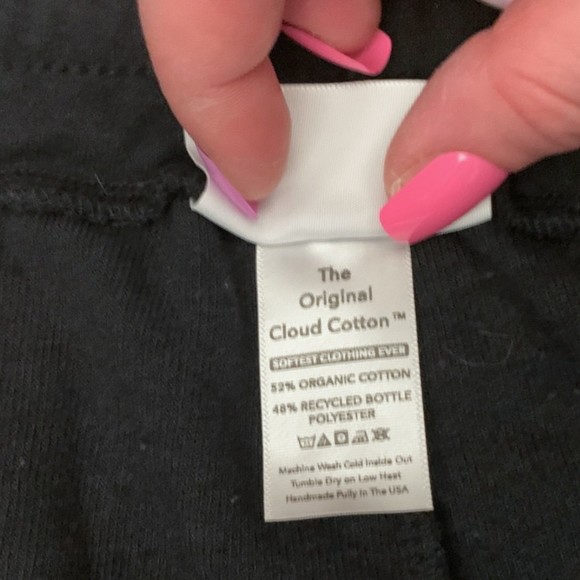 The
Original
Cloud Cotton™
SOFTEST CLOTHING EVER
52% ORGANIC COTTON
48% RECYCLED BOTTLE
POLYESTER
Machine Wash Cold Inside Out
Tumble Dry on Low Heat
Handmade Fully In The USA